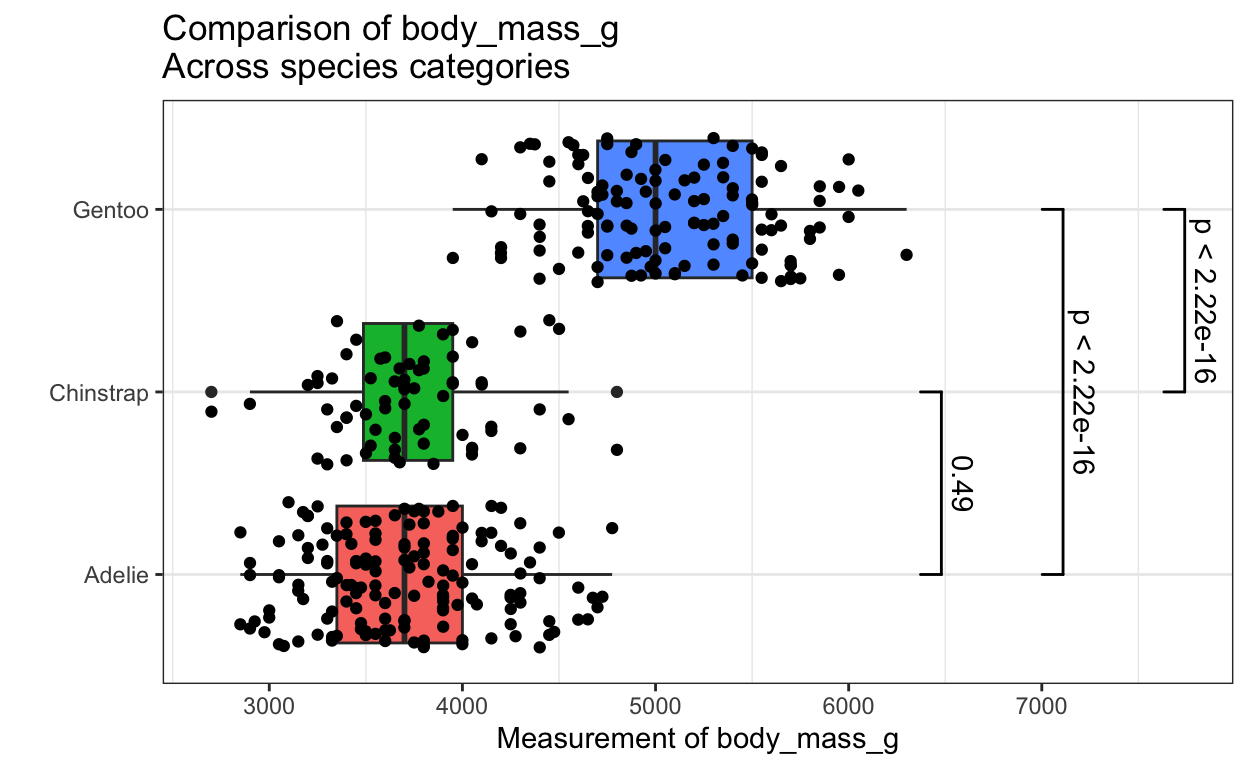 Comparison of body_mass_g
Across species categories
Gentoo
Chinstrap
Adelie
0.49
p < 2.22e-16
p < 2.22e-16
3000
4000
5000
6000
7000
Measurement of body_mass_g